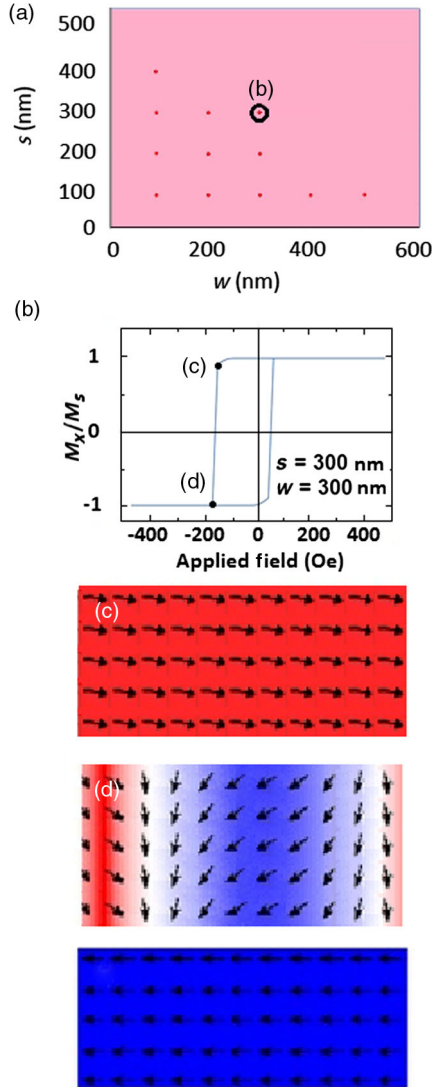 (a)
500
400
300
200
100
0
s (nm)
(b)
0 200 400 600
w (nm)
(b)
1
0
-1
Mx/Ms
(c)
(d)
s = 300 nm
w = 300 nm
-400 -200 0 200 400
Applied field (Oe)
(c)
(d)